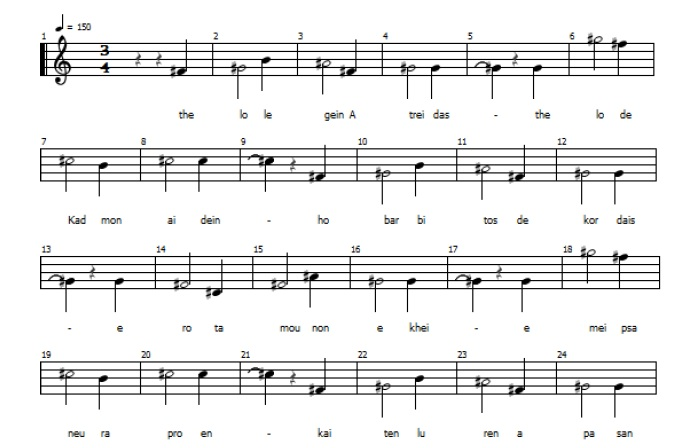 = 150
1 2 3 4 5 6
3
4
the lo le gein A trei das - the lo de
7 8 9 10 11 12
Kad mon ai dein - ho bar bi tos de kor dais
13 14 15 16 17 18
- e ro ta mou non e khei - e mei psa
19 20 21 22 23 24
neu ra pro en - kai ten lu ren a pa san